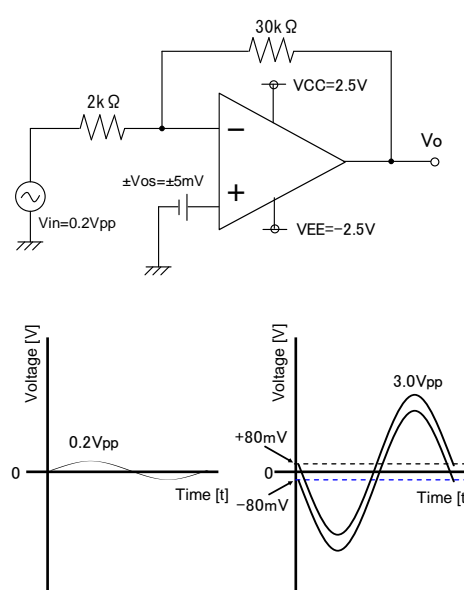 30kΩ
VCC=2.5V
2kΩ
Vo
−
+
±Vos=±5mV
Vin=0.2Vpp
VEE=−2.5V
Voltage [V]
0.2Vpp
0
Time [t]
Voltage [V]
3.0Vpp
+80mV
0
−80mV
Time [t